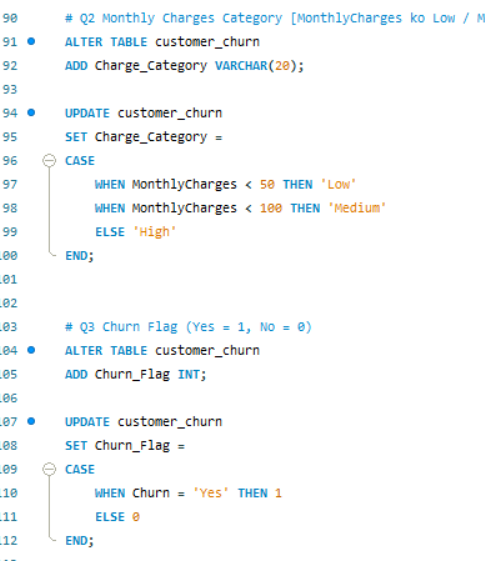 90 # Q2 Monthly Charges Category [MonthlyCharges ko Low / M
91 ALTER TABLE customer_churn
92 ADD Charge_Category VARCHAR(20);
93
94 UPDATE customer_churn
95 SET Charge_Category =
96 CASE
97 WHEN MonthlyCharges < 50 THEN 'Low'
98 WHEN MonthlyCharges < 100 THEN 'Medium'
99 ELSE 'High'
00 END;
01
02
03 # Q3 Churn Flag (Yes = 1, No = 0)
04 ALTER TABLE customer_churn
05 ADD Churn_Flag INT;
06
07 UPDATE customer_churn
08 SET Churn_Flag =
09 CASE
10 WHEN Churn = 'Yes' THEN 1
11 ELSE 0
12 END;